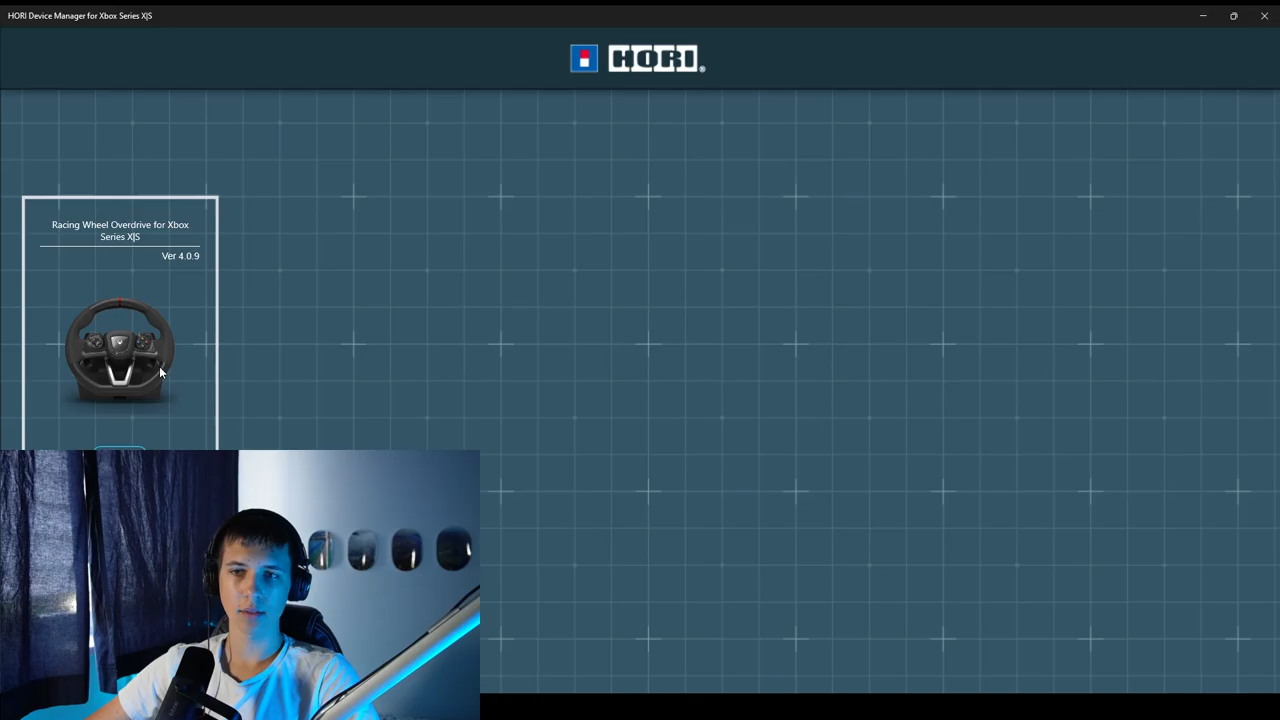 HORI Device Manager for Xbox Series X|S
HORI®
Racing Wheel Overdrive for Xbox
Series X|S
Ver 4.0.9